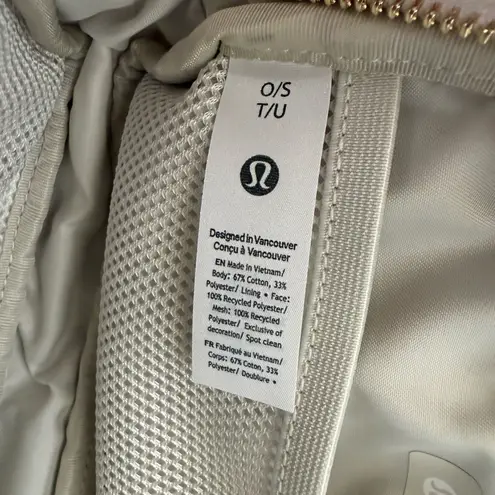 O/S
T/U
Designed in Vancouver
Conçu à Vancouver
EN Made in Vietnam/
Body: 67% Cotton, 33%
Polyester/ Lining • Face:
100% Recycled Polyester/
Mesh: 100% Recycled
Polyester/ Exclusive of
decoration/ Spot clean
FR Fabriqué au Vietnam/
Corps: 67% Coton, 33%
Polyester/ Doublure •